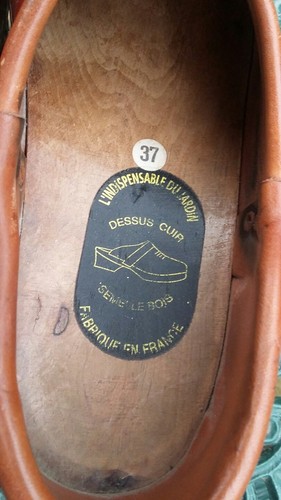 37
L'INDISPENSABLE DU JARDIN
DESSUS CUIR
SEMELLE BOIS
FABRIQUE EN FRANCE